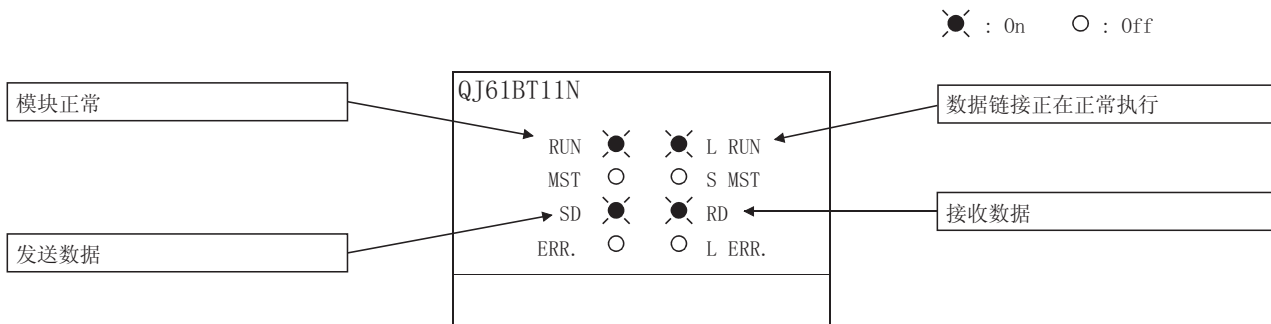 : On : Off
QJ61BT11N
模块正常
数据链接正在正常执行
RUN L RUN
MST S MST
SD RD
接收数据
ERR. L ERR.
发送数据